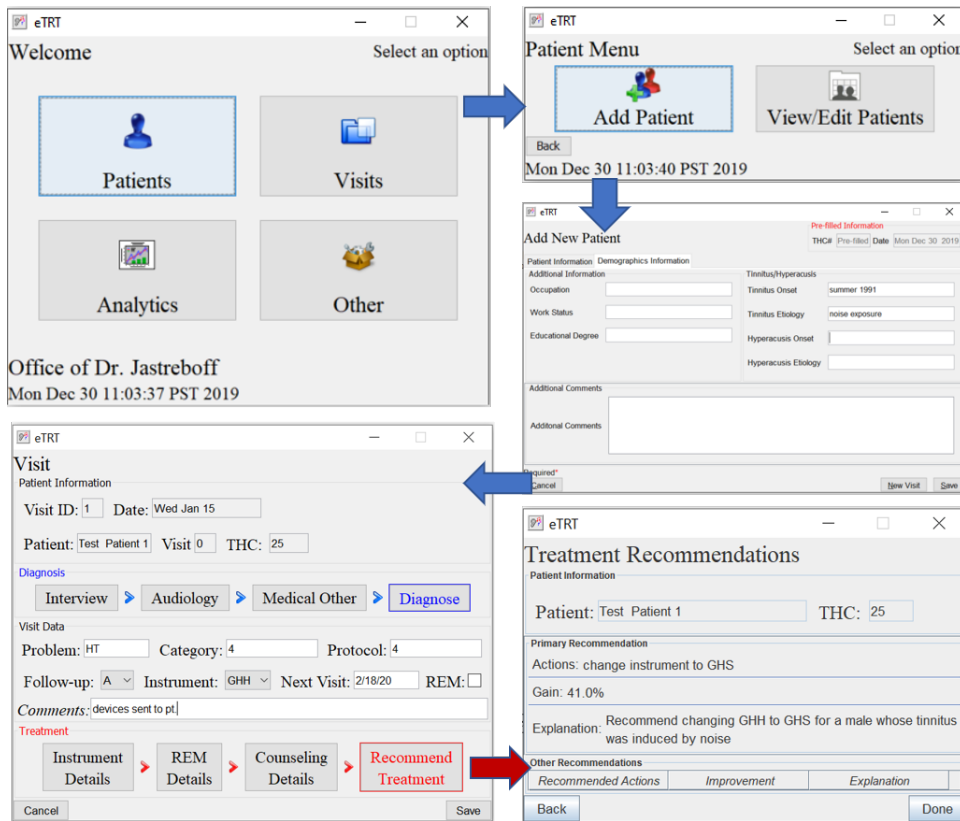 eTRT
Welcome Select an option
Patients Visits
Analytics Other
Office of Dr. Jastreboff
Mon Dec 30 11:03:37 PST 2019
eTRT
Patient Menu Select an option
Add Patient View/Edit Patients
Back
Mon Dec 30 11:03:40 PST 2019
eTRT
Pre-filled Information
Add New Patient THC# Pre-filled Date Mon Dec 30 2019
Patient Information Demographics Information
Additional Information Tinnitus/Hyperacusis
Occupation Tinnitus Onset summer 1991
Work Status Tinnitus Etiology noise exposure
Educational Degree Hyperacusis Onset
Hyperacusis Etiology
Additional Comments
Additonal Comments
Required*
Cancel New Visit Save
eTRT
Visit
Patient Information
Visit ID: 1 Date: Wed Jan 15
Patient: Test Patient 1 Visit 0 THC: 25
Diagnosis
Interview Audiology Medical Other Diagnose
Visit Data
Problem: HT Category: 4 Protocol: 4
Follow-up: A Instrument: GHH Next Visit: 2/18/20 REM:
Comments: devices sent to pt.
Treatment
Instrument Details REM Details Counseling Details Recommend Treatment
Cancel Save
eTRT
Treatment Recommendations
Patient Information
Patient: Test Patient 1 THC: 25
Primary Recommendation
Actions: change instrument to GHS
Gain: 41.0%
Explanation: Recommend changing GHH to GHS for a male whose tinnitus
was induced by noise
Other Recommendations
Recommended Actions Improvement Explanation
Back Done